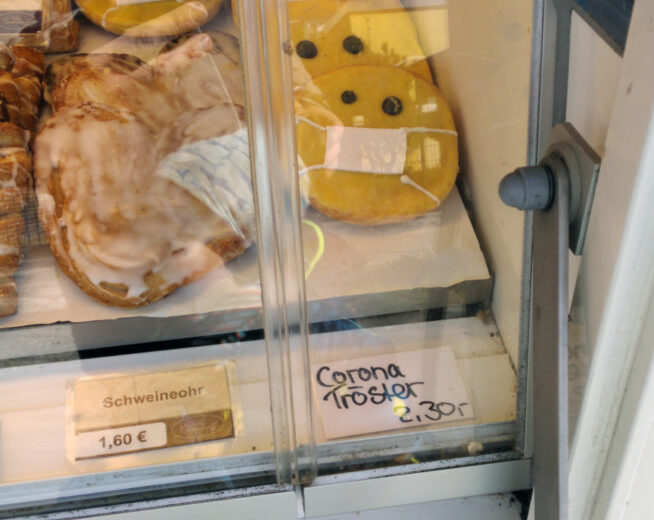 Schweineohr
1,60 €
Corona
Tröster
2,30,-